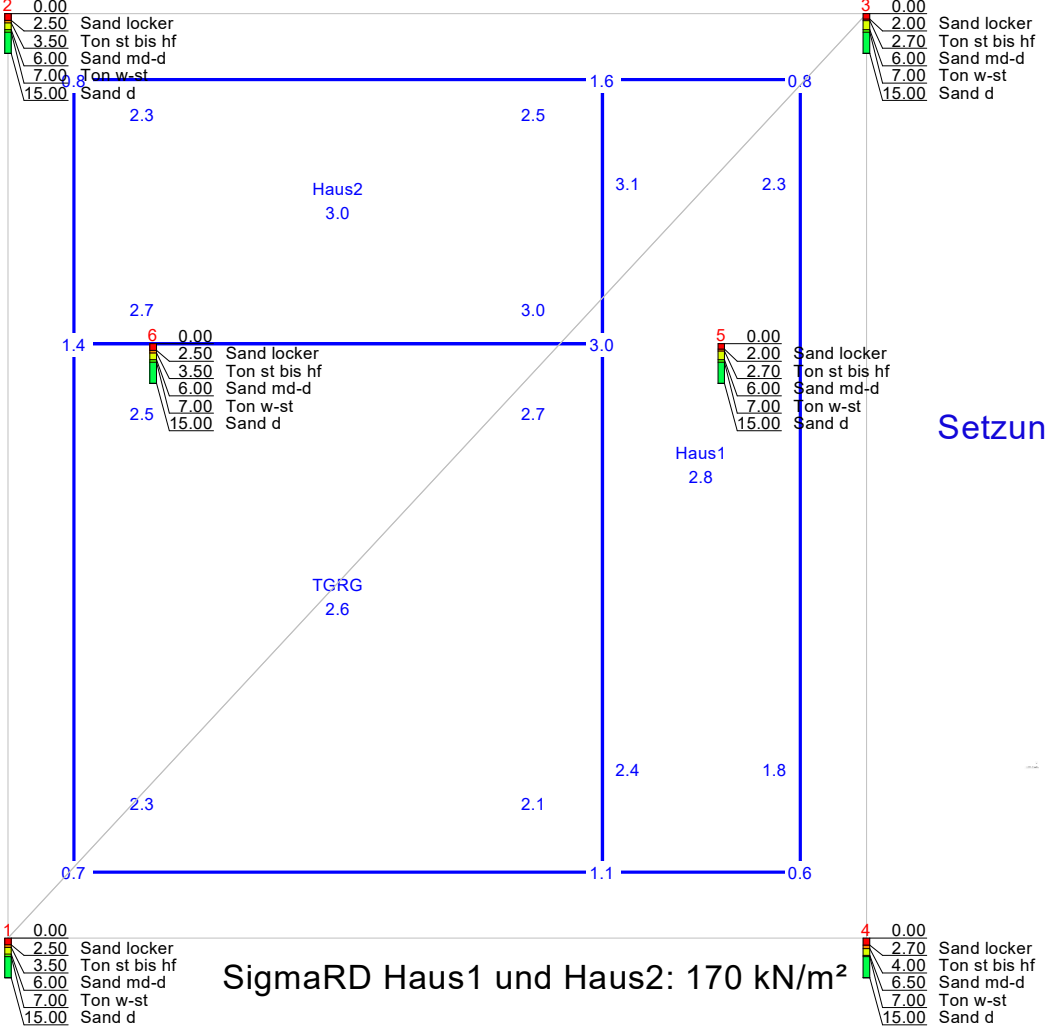 2 0.00
2.50 Sand locker
3.50 Ton st bis hf
6.00 Sand md-d
7.00 Ton w-st
15.00 Sand d
3 0.00
2.00 Sand locker
2.70 Ton st bis hf
6.00 Sand md-d
7.00 Ton w-st
15.00 Sand d
0.8 1.6 0.8
2.3 2.5
3.1 2.3
Haus2
3.0
2.7 3.0
1.4 3.0
6 0.00
2.50 Sand locker
3.50 Ton st bis hf
6.00 Sand md-d
7.00 Ton w-st
15.00 Sand d
5 0.00
2.00 Sand locker
2.70 Ton st bis hf
6.00 Sand md-d
7.00 Ton w-st
15.00 Sand d
2.5 2.7
Setzun
Haus1
2.8
TGRG
2.6
2.4 1.8
2.3 2.1
0.7 1.1 0.6
1 0.00
2.50 Sand locker
3.50 Ton st bis hf
6.00 Sand md-d
7.00 Ton w-st
15.00 Sand d
SigmaRD Haus1 und Haus2: 170 kN/m²
4 0.00
2.70 Sand locker
4.00 Ton st bis hf
6.50 Sand md-d
7.00 Ton w-st
15.00 Sand d